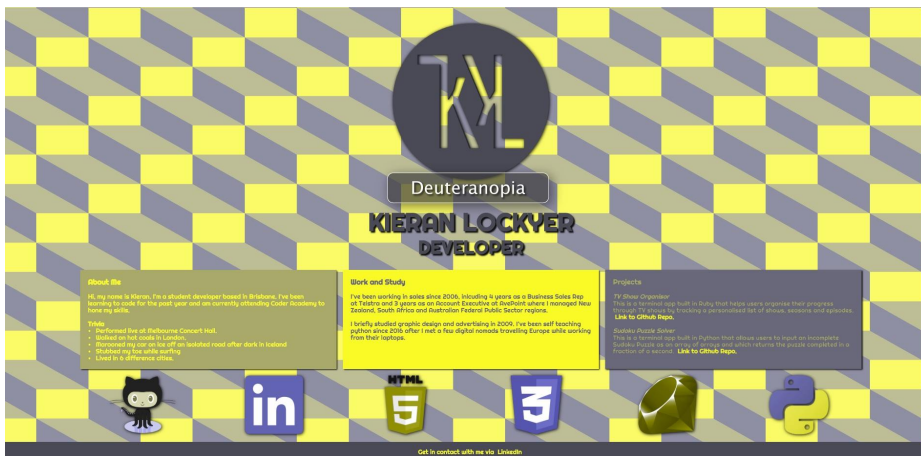 Deuteranopia
KIERAN LOCKYER
DEVELOPER
About Me
Hi, my name is Kieran, I'm a student developer based in Brisbane. I've been
learning to code for the past year and am currently attending Coder Academy to
hone my skills.
Trivia
• Performed live at Melbourne Concert Hall.
• Walked on hot coals in London.
• Marooned my car on ice off an isolated road after dark in Iceland
• Stubbed my toe while surfing
• Lived in 6 difference cities.
Work and Study
I've been working in sales since 2006, incuding 4 years as a Business Sales Rep
at Telstra and 3 years as an Account Executive at AvePoint where I managed New
Zealand, South Africa and Australian Federal Public Sector regions.
I briefly studied graphic design and advertising in 2009. I've been self teaching
python since 2016 after I met a few digital nomads travelling Europe while working
from their laptops.
Projects
TV Show Organiser
This is a terminal app built in Ruby that helps users organise their progress
through TV shows by tracking a personalised list of shows, seasons and episodes.
Link to Github Repo.
Sudoku Puzzle Solver
This is a terminal app built in Python that allows users to input an incomplete
Sudoku Puzzle as an array of arrays and which returns the puzzle completed in a
fraction of a second. Link to Github Repo.
in
HTML
5
3
Get in contact with me via LinkedIn